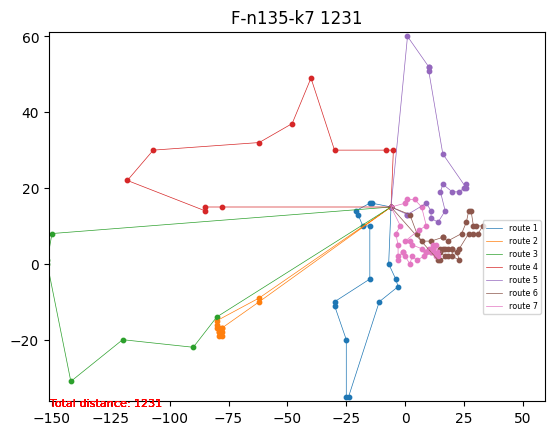 F-n135-k7 1231
60
40
20
0
−20
route 1
route 2
route 3
route 4
route 5
route 6
route 7
Total distance: 1231
−150 −125 −100 −75 −50 −25 0 25 50